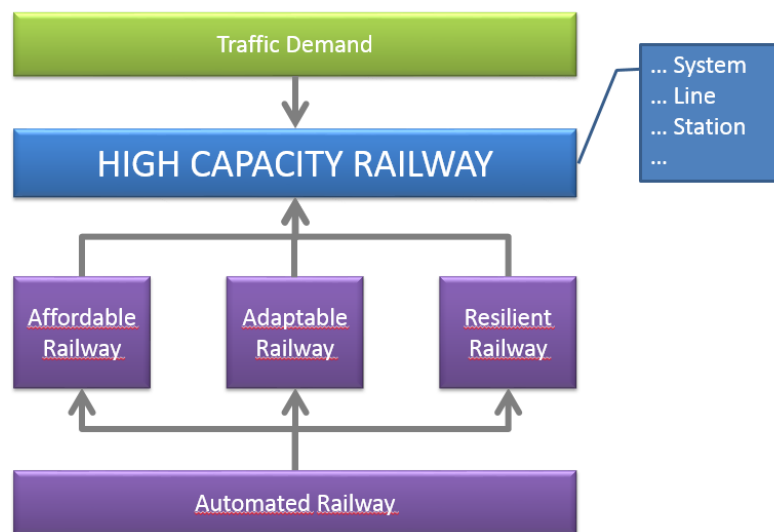 Traffic Demand
... System
... Line
... Station
...
HIGH CAPACITY RAILWAY
Affordable
Railway
Adaptable
Railway
Resilient
Railway
Automated Railway